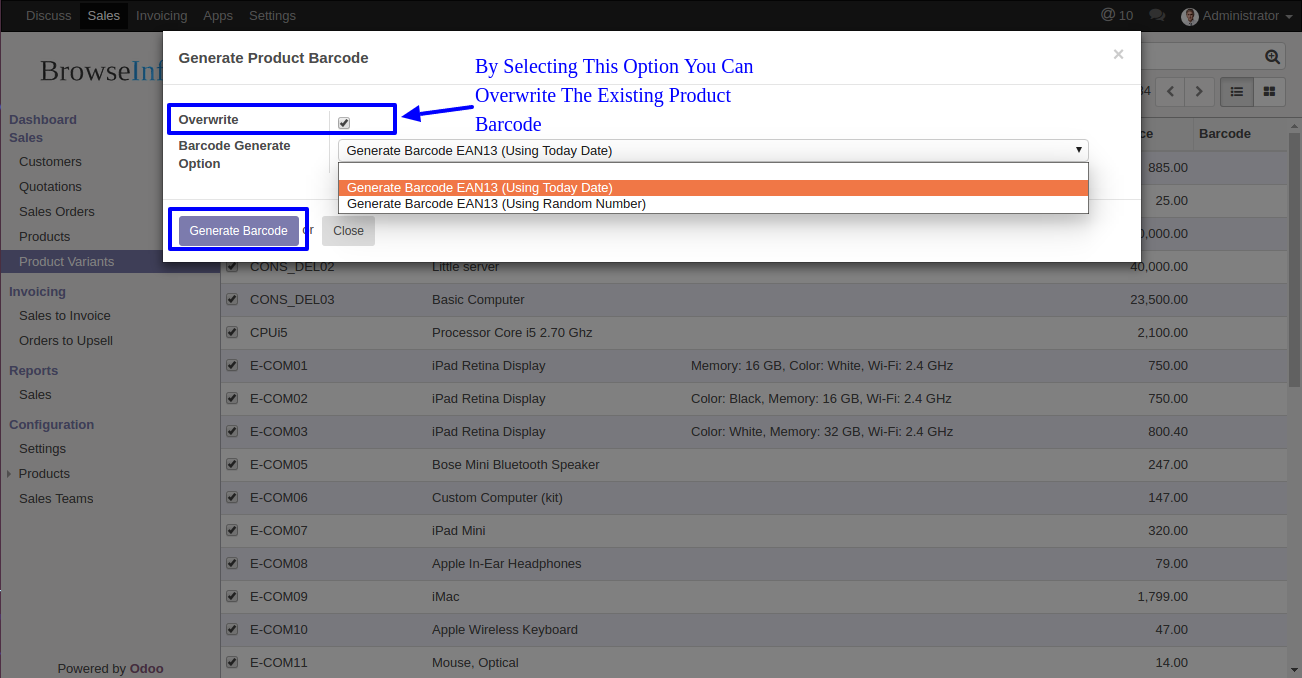 Discuss Sales Invoicing Apps Settings @ 10 Administrator
Generate Product Barcode ×
By Selecting This Option You Can
Overwrite The Existing Product
Barcode
Overwrite
Barcode Generate
Option
Generate Barcode EAN13 (Using Today Date)
Generate Barcode EAN13 (Using Today Date)
Generate Barcode EAN13 (Using Random Number)
Generate Barcode or Close
BrowseInf
Dashboard
Sales
Customers
Quotations
Sales Orders
Products
Product Variants
Invoicing
Sales to Invoice
Orders to Upsell
Reports
Sales
Configuration
Settings
Products
Sales Teams
Powered by Odoo
Barcode
885.00
25.00
CONS_DEL02 Little server 40,000.00
CONS_DEL03 Basic Computer 23,500.00
CPUi5 Processor Core i5 2.70 Ghz 2,100.00
E-COM01 iPad Retina Display Memory: 16 GB, Color: White, Wi-Fi: 2.4 GHz 750.00
E-COM02 iPad Retina Display Color: Black, Memory: 16 GB, Wi-Fi: 2.4 GHz 750.00
E-COM03 iPad Retina Display Color: White, Memory: 32 GB, Wi-Fi: 2.4 GHz 800.40
E-COM05 Bose Mini Bluetooth Speaker 247.00
E-COM06 Custom Computer (kit) 147.00
E-COM07 iPad Mini 320.00
E-COM08 Apple In-Ear Headphones 79.00
E-COM09 iMac 1,799.00
E-COM10 Apple Wireless Keyboard 47.00
E-COM11 Mouse, Optical 14.00